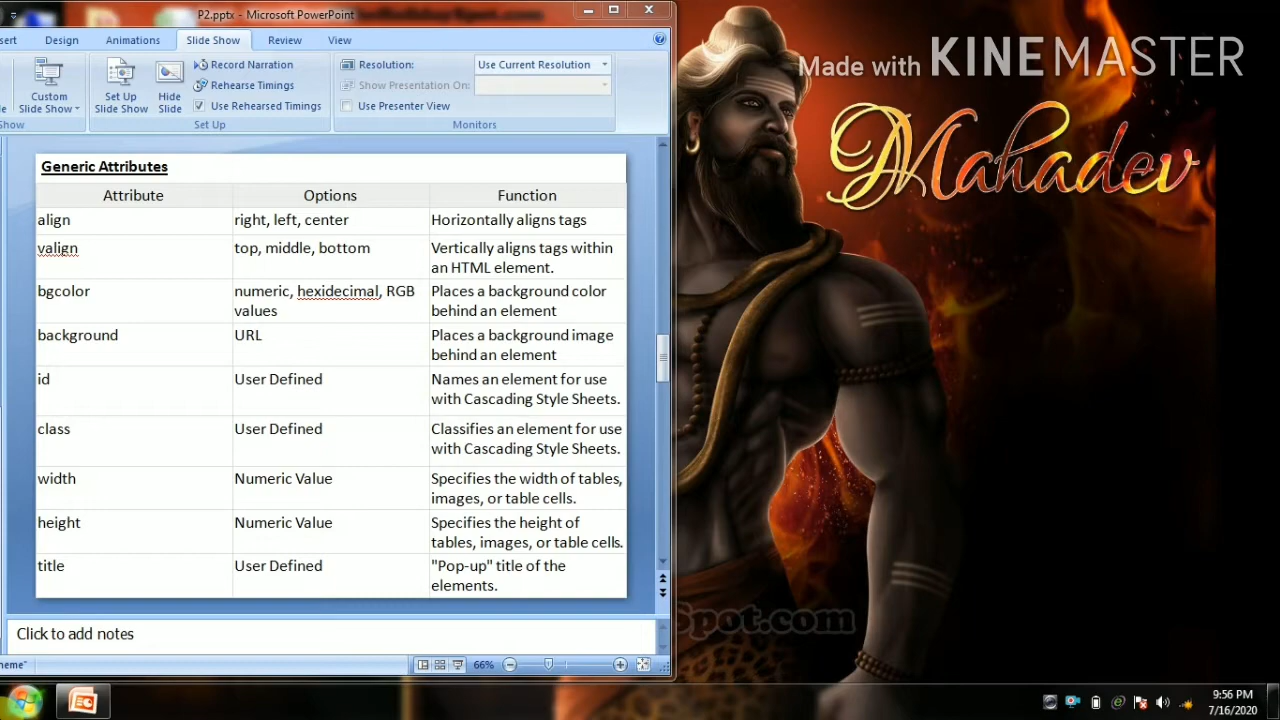 P2.pptx - Microsoft PowerPoint
sert Design Animations Slide Show Review View
Custom Slide Show
Set Up Slide Show
Hide Slide
Record Narration
Rehearse Timings
Use Rehearsed Timings
Resolution: Use Current Resolution
Show Presentation On:
Use Presenter View
Show Set Up Monitors
Generic Attributes
Attribute Options Function
align right, left, center Horizontally aligns tags
valign top, middle, bottom Vertically aligns tags within
an HTML element.
bgcolor numeric, hexidecimal, RGB Places a background color
values behind an element
background URL Places a background image
behind an element
id User Defined Names an element for use
with Cascading Style Sheets.
class User Defined Classifies an element for use
with Cascading Style Sheets.
width Numeric Value Specifies the width of tables,
images, or table cells.
height Numeric Value Specifies the height of
tables, images, or table cells.
title User Defined "Pop-up" title of the
elements.
Click to add notes
heme" 66%
Made with KINEMASTER
Mahadev
Spot.com
9:56 PM
7/16/2020